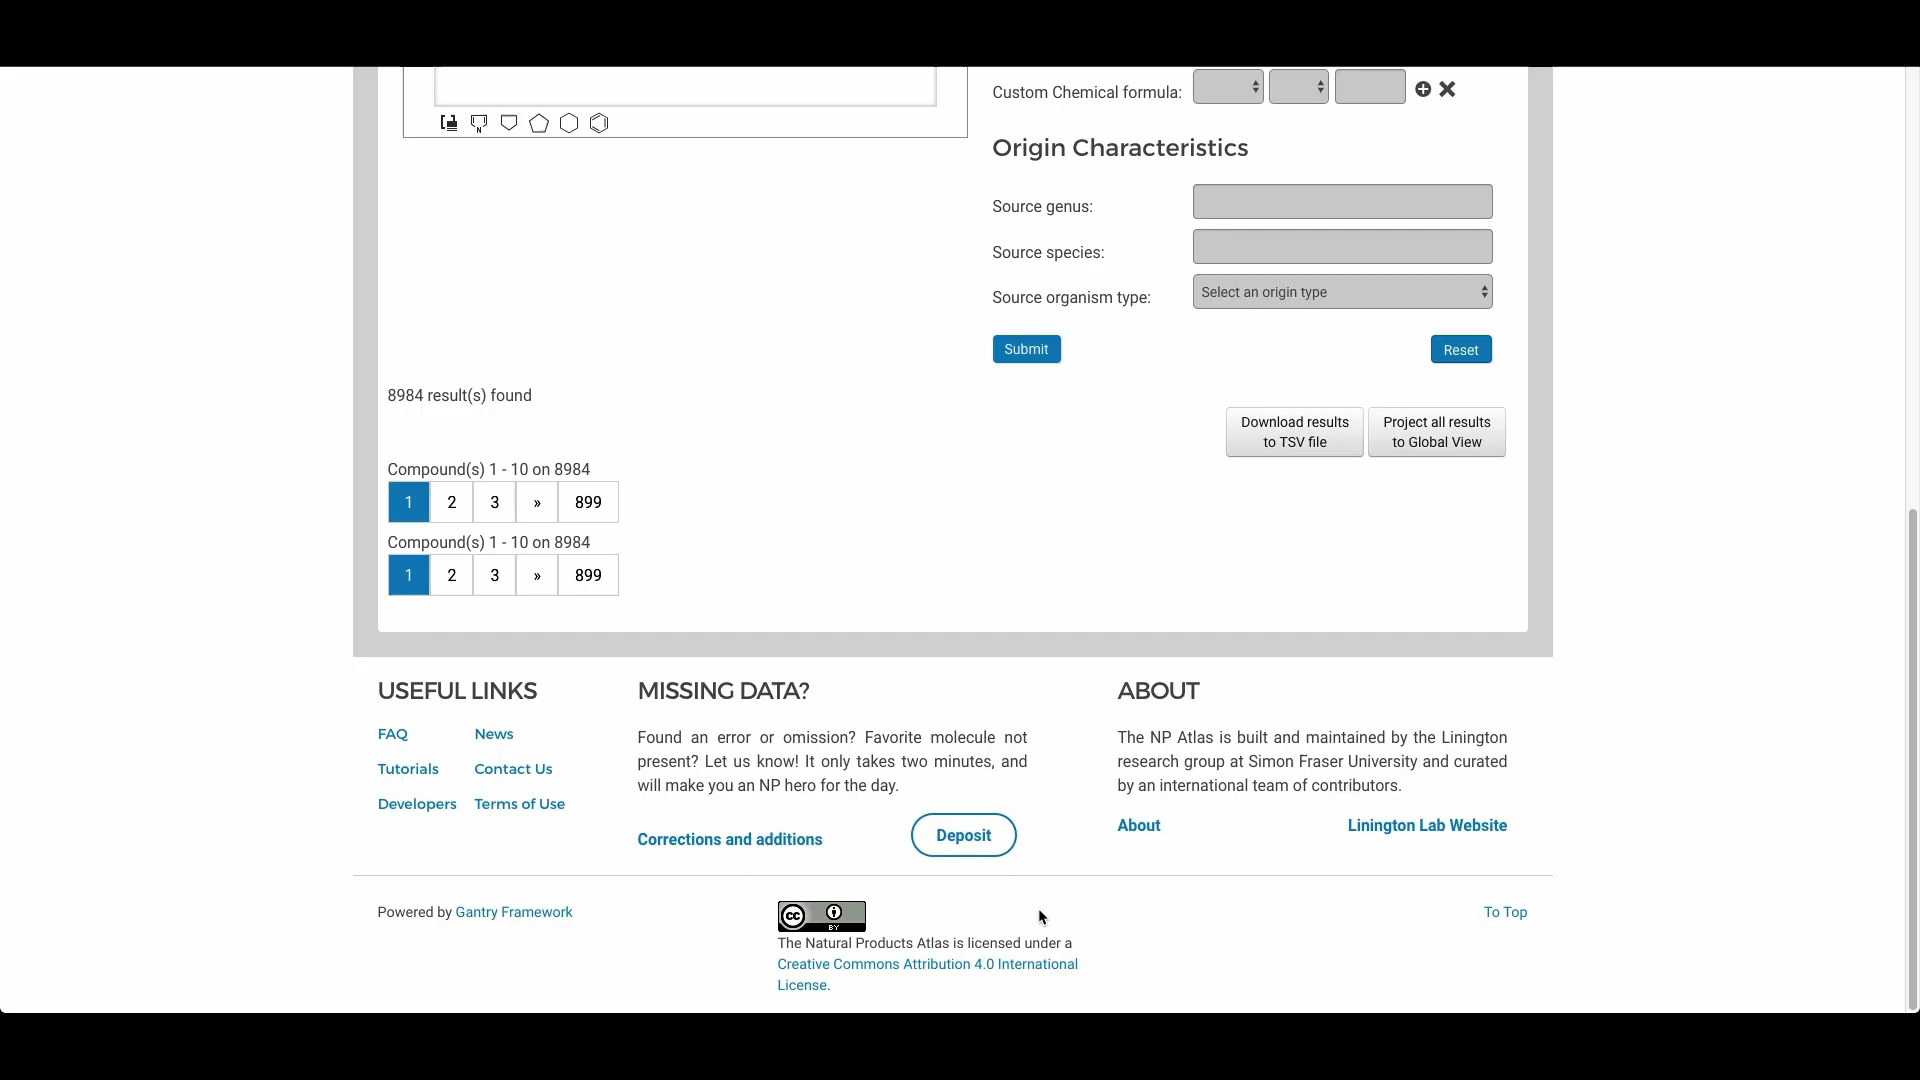 Custom Chemical formula:
N
Origin Characteristics
Source genus:
Source species:
Source organism type:
Select an origin type
Submit
Reset
8984 result(s) found
Download results
to TSV file
Project all results
to Global View
Compound(s) 1 - 10 on 8984
1 2 3 » 899
Compound(s) 1 - 10 on 8984
1 2 3 » 899
USEFUL LINKS
FAQ
News
Tutorials
Contact Us
Developers
Terms of Use
MISSING DATA?
Found an error or omission? Favorite molecule not
present? Let us know! It only takes two minutes, and
will make you an NP hero for the day.
Corrections and additions
Deposit
ABOUT
The NP Atlas is built and maintained by the Linington
research group at Simon Fraser University and curated
by an international team of contributors.
About
Linington Lab Website
Powered by Gantry Framework
cc
BY
The Natural Products Atlas is licensed under a
Creative Commons Attribution 4.0 International
License.
To Top